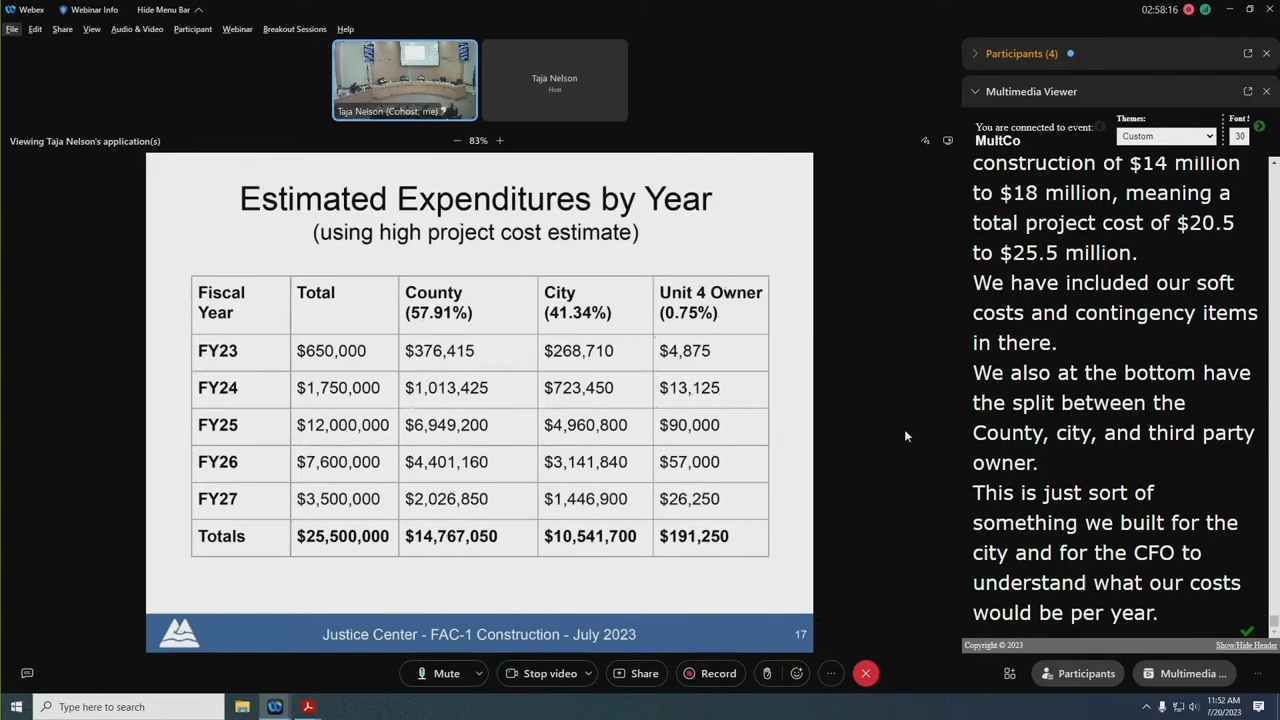 Webex
Webinar Info
Hide Menu Bar
02:58:16
File Edit Share View Audio & Video Participant Webinar Breakout Sessions Help
Taja Nelson (Cohost, me)
Taja Nelson
Host
Viewing Taja Nelson's application(s)
83%
Estimated Expenditures by Year
(using high project cost estimate)
Fiscal Year Total County (57.91%) City (41.34%) Unit 4 Owner (0.75%)
FY23 $650,000 $376,415 $268,710 $4,875
FY24 $1,750,000 $1,013,425 $723,450 $13,125
FY25 $12,000,000 $6,949,200 $4,960,800 $90,000
FY26 $7,600,000 $4,401,160 $3,141,840 $57,000
FY27 $3,500,000 $2,026,850 $1,446,900 $26,250
Totals $25,500,000 $14,767,050 $10,541,700 $191,250
Justice Center - FAC-1 Construction - July 2023
17
Participants (4)
Multimedia Viewer
You are connected to event:
MultCo
Themes:
Custom
Font
30
construction of $14 million
to $18 million, meaning a
total project cost of $20.5
to $25.5 million.
We have included our soft
costs and contingency items
in there.
We also at the bottom have
the split between the
County, city, and third party
owner.
This is just sort of
something we built for the
city and for the CFO to
understand what our costs
would be per year.
Copyright © 2023
Show/Hide Header
Mute
Stop video
Share
Record
Participants
Multimedia ...
Type here to search
11:52 AM
7/20/2023